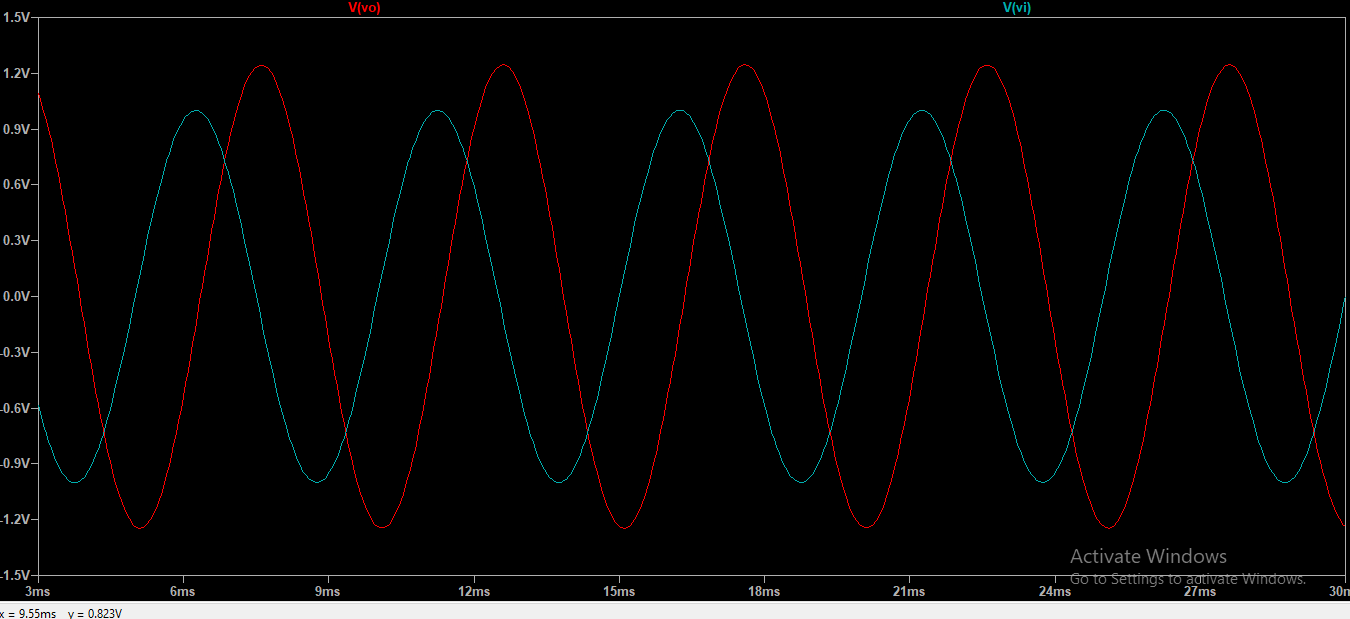 V(vo) V(vi)
1.5V
1.2V
0.9V
0.6V
0.3V
0.0V
-0.3V
-0.6V
-0.9V
-1.2V
-1.5V
Activate Windows
Go to Settings to activate Windows.
3ms 6ms 9ms 12ms 15ms 18ms 21ms 24ms 27ms 30m
x = 9.55ms y = 0.823V